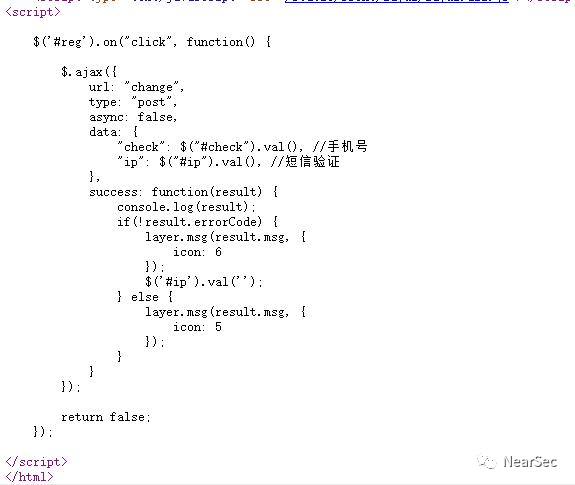 <script>
$('#reg').on("click", function() {
$.ajax({
url: "change",
type: "post",
async: false,
data: {
"check": $("#check").val(), //手机号
"ip": $("#ip").val(), //短信验证
},
success: function(result) {
console.log(result);
if(!result.errorCode) {
layer.msg(result.msg, {
icon: 6
});
$('#ip').val('');
} else {
layer.msg(result.msg, {
icon: 5
});
}
}
});
return false;
});
</script>
</html>
NearSec